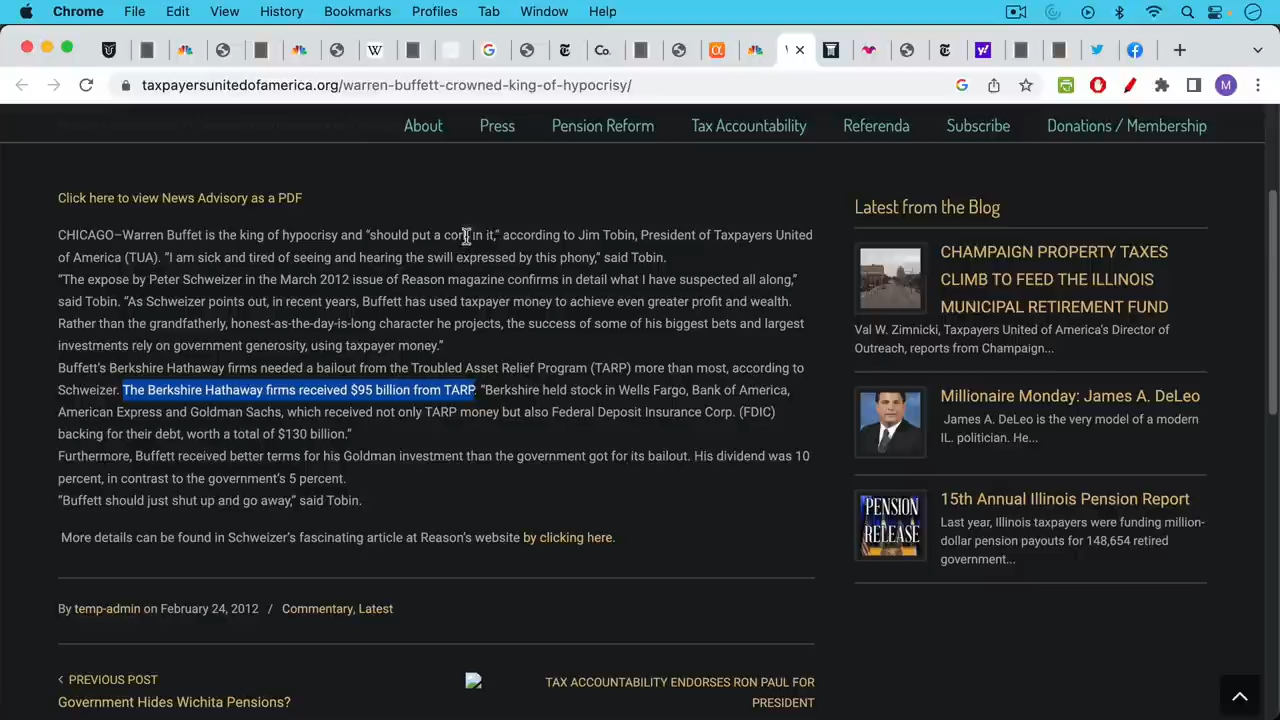 Chrome File Edit View History Bookmarks Profiles Tab Window Help
W
G
Co.
taxpayersunitedofamerica.org/warren-buffett-crowned-king-of-hypocrisy/
M
About Press Pension Reform Tax Accountability Referenda Subscribe Donations / Membership
Click here to view News Advisory as a PDF
CHICAGO–Warren Buffet is the king of hypocrisy and “should put a cork in it,” according to Jim Tobin, President of Taxpayers United
of America (TUA). “I am sick and tired of seeing and hearing the swill expressed by this phony,” said Tobin.
“The expose by Peter Schweizer in the March 2012 issue of Reason magazine confirms in detail what I have suspected all along,”
said Tobin. “As Schweizer points out, in recent years, Buffett has used taxpayer money to achieve even greater profit and wealth.
Rather than the grandfatherly, honest-as-the-day-is-long character he projects, the success of some of his biggest bets and largest
investments rely on government generosity, using taxpayer money.”
Buffett’s Berkshire Hathaway firms needed a bailout from the Troubled Asset Relief Program (TARP) more than most, according to
Schweizer. The Berkshire Hathaway firms received $95 billion from TARP. “Berkshire held stock in Wells Fargo, Bank of America,
American Express and Goldman Sachs, which received not only TARP money but also Federal Deposit Insurance Corp. (FDIC)
backing for their debt, worth a total of $130 billion.”
Furthermore, Buffett received better terms for his Goldman investment than the government got for its bailout. His dividend was 10
percent, in contrast to the government’s 5 percent.
“Buffett should just shut up and go away,” said Tobin.
More details can be found in Schweizer’s fascinating article at Reason’s website by clicking here.
By temp-admin on February 24, 2012 / Commentary, Latest
< PREVIOUS POST
Government Hides Wichita Pensions?
TAX ACCOUNTABILITY ENDORSES RON PAUL FOR
PRESIDENT
Latest from the Blog
CHAMPAIGN PROPERTY TAXES
CLIMB TO FEED THE ILLINOIS
MUNICIPAL RETIREMENT FUND
Val W. Zimnicki, Taxpayers United of America's Director of
Outreach, reports from Champaign...
Millionaire Monday: James A. DeLeo
James A. DeLeo is the very model of a modern
IL. politician. He...
PENSION
RELEASE
15th Annual Illinois Pension Report
Last year, Illinois taxpayers were funding million-
dollar pension payouts for 148,654 retired
government...